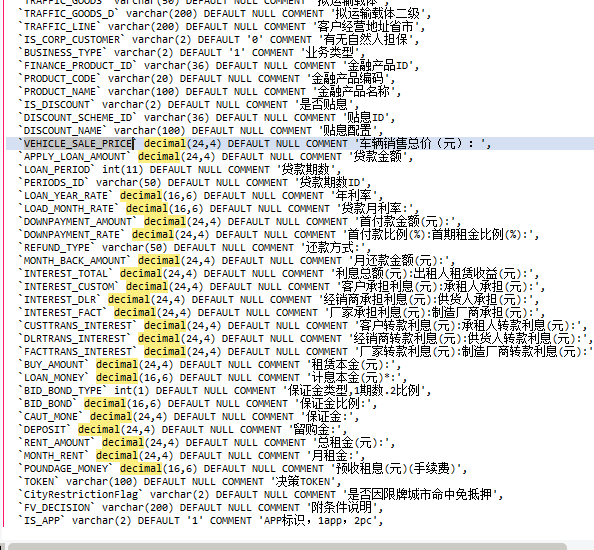 `TRAFFIC_GOODS` varchar(50) DEFAULT NULL COMMENT '拟运输载体',
`TRAFFIC_GOODS_D` varchar(200) DEFAULT NULL COMMENT '拟运输载体二级',
`TRAFFIC_LINE` varchar(200) DEFAULT NULL COMMENT '客户经营地址省市',
`IS_CORP_CUSTOMER` varchar(2) DEFAULT '0' COMMENT '有无自然人担保',
`BUSINESS_TYPE` varchar(2) DEFAULT '1' COMMENT '业务类型',
`FINANCE_PRODUCT_ID` varchar(36) DEFAULT NULL COMMENT '金融产品ID',
`PRODUCT_CODE` varchar(20) DEFAULT NULL COMMENT '金融产品编码',
`PRODUCT_NAME` varchar(100) DEFAULT NULL COMMENT '金融产品名称',
`IS_DISCOUNT` varchar(2) DEFAULT NULL COMMENT '是否贴息',
`DISCOUNT_SCHEME_ID` varchar(36) DEFAULT NULL COMMENT '贴息ID',
`DISCOUNT_NAME` varchar(100) DEFAULT NULL COMMENT '贴息配置',
`VEHICLE_SALE_PRICE` decimal(24,4) DEFAULT NULL COMMENT '车辆销售总价（元）：',
`APPLY_LOAN_AMOUNT` decimal(24,4) DEFAULT NULL COMMENT '贷款金额',
`LOAN_PERIOD` int(11) DEFAULT NULL COMMENT '贷款期数',
`PERIODS_ID` varchar(50) DEFAULT NULL COMMENT '贷款期数ID',
`LOAN_YEAR_RATE` decimal(16,6) DEFAULT NULL COMMENT '年利率',
`LOAD_MONTH_RATE` decimal(16,6) DEFAULT NULL COMMENT '贷款月利率:',
`DOWNPAYMENT_AMOUNT` decimal(24,4) DEFAULT NULL COMMENT '首付款金额(元):',
`DOWNPAYMENT_RATE` decimal(24,4) DEFAULT NULL COMMENT '首付款比例(%):首期租金比例(%):',
`REFUND_TYPE` varchar(50) DEFAULT NULL COMMENT '还款方式:',
`MONTH_BACK_AMOUNT` decimal(24,4) DEFAULT NULL COMMENT '月还款金额(元):',
`INTEREST_TOTAL` decimal(24,4) DEFAULT NULL COMMENT '利息总额(元):出租人租赁收益(元):',
`INTEREST_CUSTOM` decimal(24,4) DEFAULT NULL COMMENT '客户承担利息(元):承租人承担(元):',
`INTEREST_DLR` decimal(24,4) DEFAULT NULL COMMENT '经销商承担利息(元):供货人承担(元):',
`INTEREST_FACT` decimal(24,4) DEFAULT NULL COMMENT '厂家承担利息(元):制造厂商承担(元):',
`CUSTTRANS_INTEREST` decimal(24,4) DEFAULT NULL COMMENT '客户转款利息(元):承租人转款利息(元):',
`DLRTRANS_INTEREST` decimal(24,4) DEFAULT NULL COMMENT '经销商转款利息(元):供货人转款利息(元):',
`FACTTRANS_INTEREST` decimal(24,4) DEFAULT NULL COMMENT '厂家转款利息(元):制造厂商转款利息(元):',
`BUY_AMOUNT` decimal(24,4) DEFAULT NULL COMMENT '租赁本金(元):',
`LOAN_MONEY` decimal(16,6) DEFAULT NULL COMMENT '计息本金(元)*:',
`BID_BOND_TYPE` int(1) DEFAULT NULL COMMENT '保证金类型,1期数.2比例',
`BID_BOND` decimal(16,6) DEFAULT NULL COMMENT '保证金比例:',
`CAUT_MONE` decimal(24,4) DEFAULT NULL COMMENT '保证金:',
`DEPOSIT` decimal(24,4) DEFAULT NULL COMMENT '留购金:',
`RENT_AMOUNT` decimal(24,4) DEFAULT NULL COMMENT '总租金(元):',
`MONTH_RENT` decimal(24,4) DEFAULT NULL COMMENT '月租金:',
`POUNDAGE_MONEY` decimal(16,6) DEFAULT NULL COMMENT '预收租息(元)(手续费)',
`TOKEN` varchar(100) DEFAULT NULL COMMENT '决策TOKEN',
`CityRestrictionFlag` varchar(2) DEFAULT NULL COMMENT '是否因限牌城市命中免抵押',
`FV_DECISION` varchar(200) DEFAULT NULL COMMENT '附条件说明',
`IS_APP` varchar(2) DEFAULT '1' COMMENT 'APP标识，1app，2pc',